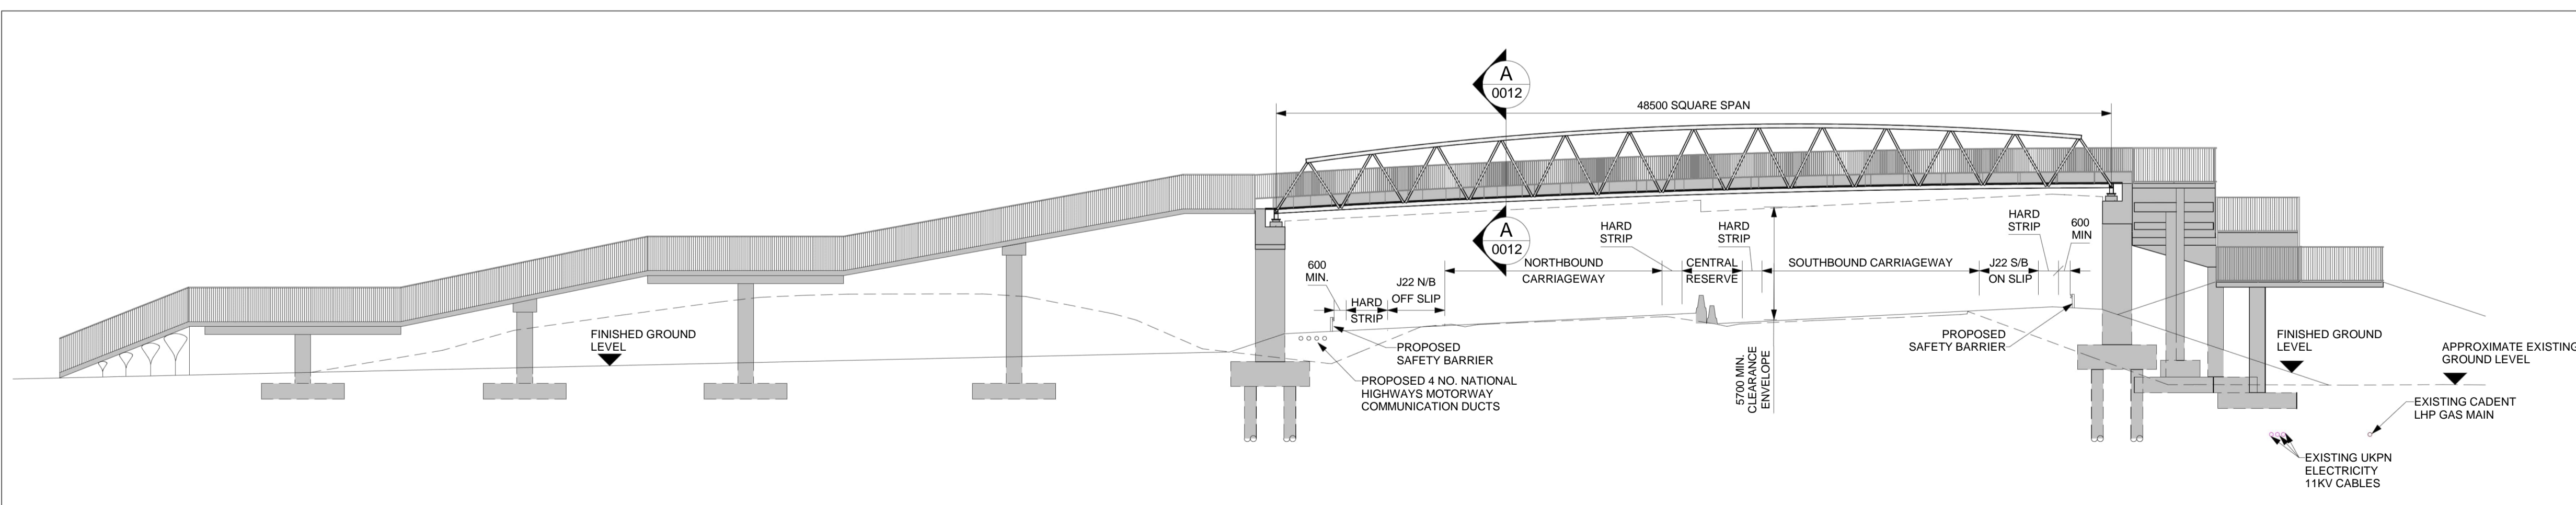 A
0012
48500 SQUARE SPAN
A
0012
HARD
STRIP
HARD
STRIP
HARD
STRIP
600
MIN
600
MIN.
HARD
STRIP
J22 N/B
OFF SLIP
NORTHBOUND
CARRIAGEWAY
CENTRAL
RESERVE
SOUTHBOUND CARRIAGEWAY
J22 S/B
ON SLIP
FINISHED GROUND
LEVEL
PROPOSED
SAFETY BARRIER
PROPOSED 4 NO. NATIONAL
HIGHWAYS MOTORWAY
COMMUNICATION DUCTS
5700 MIN.
CLEARANCE
ENVELOPE
PROPOSED
SAFETY BARRIER
FINISHED GROUND
LEVEL
APPROXIMATE EXISTING
GROUND LEVEL
EXISTING CADENT
LHP GAS MAIN
EXISTING UKPN
ELECTRICITY
11KV CABLES